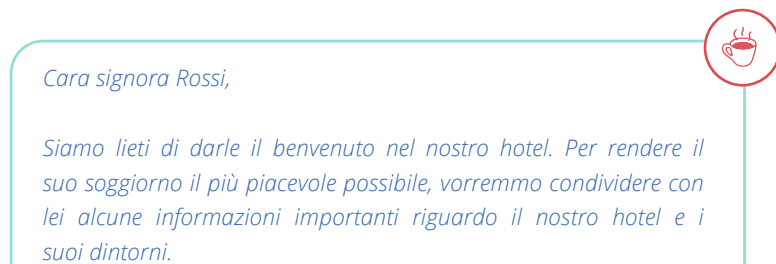 Cara signora Rossi,
Siamo lieti di darle il benvenuto nel nostro hotel. Per rendere il
suo soggiorno il più piacevole possibile, vorremmo condividere con
lei alcune informazioni importanti riguardo il nostro hotel e i
suoi dintorni.